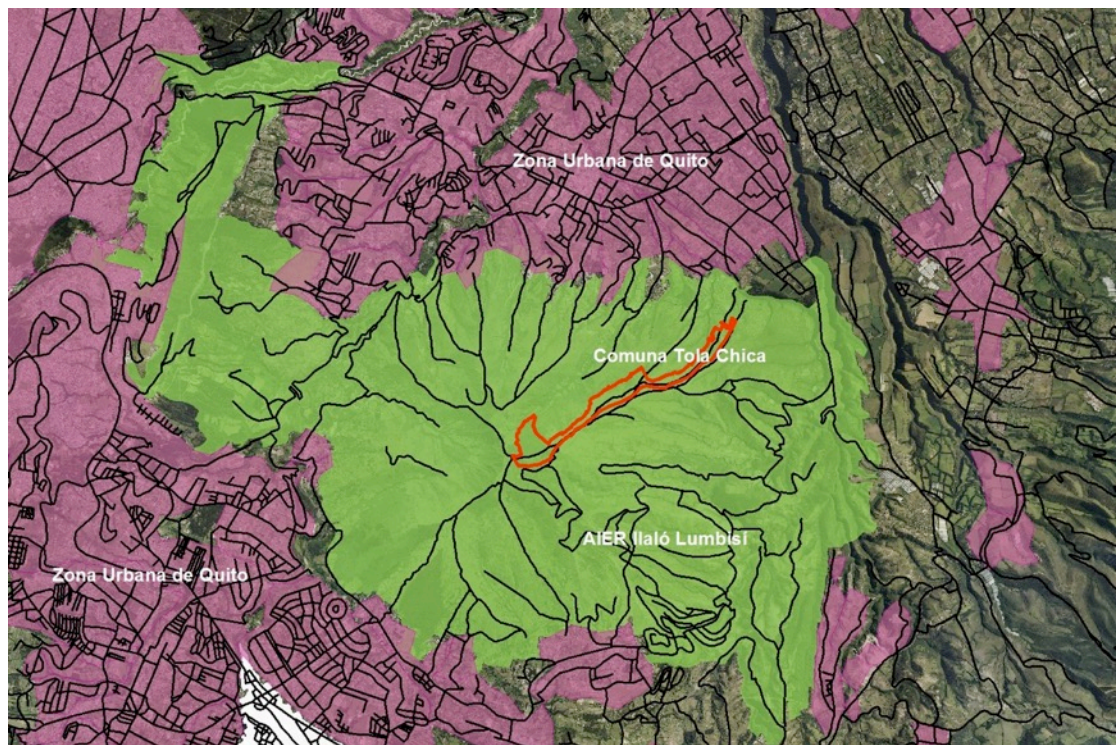 Zona Urbana de Quito
Comuna Tola Chica
AIER Ilaló Lumbisí
Zona Urbana de Quito